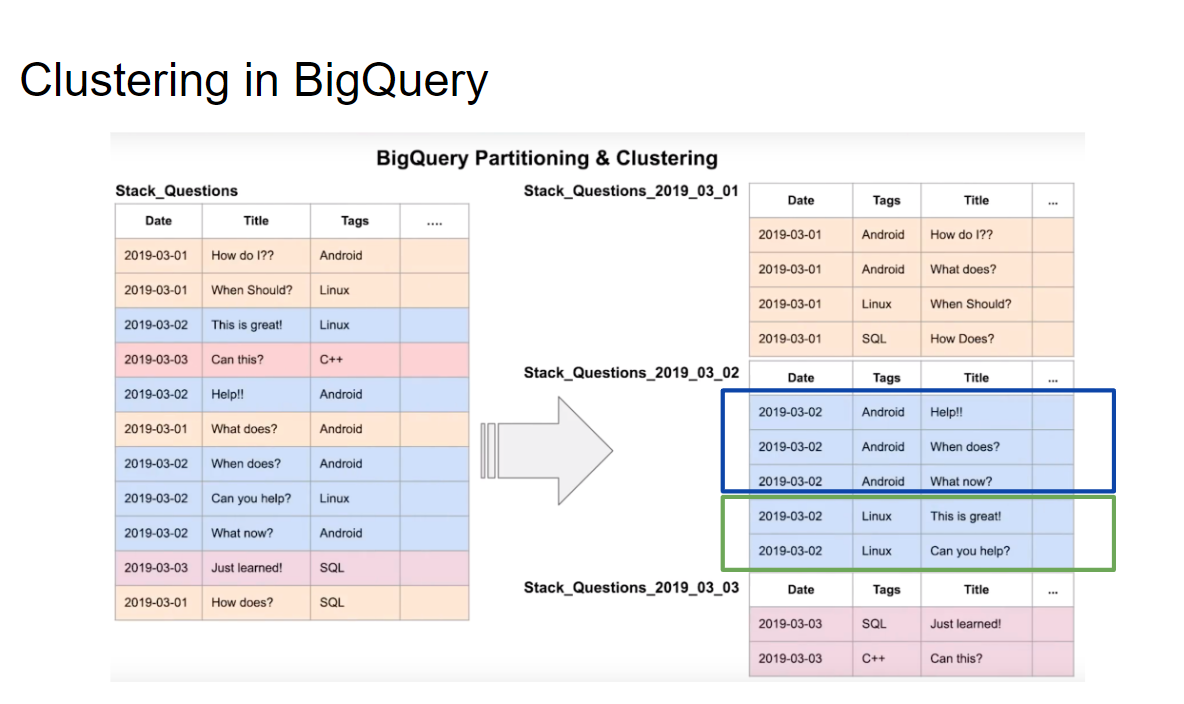 Clustering in BigQuery
BigQuery Partitioning & Clustering
Stack_Questions
Date Title Tags ....
2019-03-01 How do I?? Android
2019-03-01 When Should? Linux
2019-03-02 This is great! Linux
2019-03-03 Can this? C++
2019-03-02 Help!! Android
2019-03-01 What does? Android
2019-03-02 When does? Android
2019-03-02 Can you help? Linux
2019-03-02 What now? Android
2019-03-03 Just learned! SQL
2019-03-01 How does? SQL
Stack_Questions_2019_03_01
Date Tags Title ...
2019-03-01 Android How do I??
2019-03-01 Android What does?
2019-03-01 Linux When Should?
2019-03-01 SQL How Does?
Stack_Questions_2019_03_02
Date Tags Title ...
2019-03-02 Android Help!!
2019-03-02 Android When does?
2019-03-02 Android What now?
2019-03-02 Linux This is great!
2019-03-02 Linux Can you help?
Stack_Questions_2019_03_03
Date Tags Title ...
2019-03-03 SQL Just learned!
2019-03-03 C++ Can this?